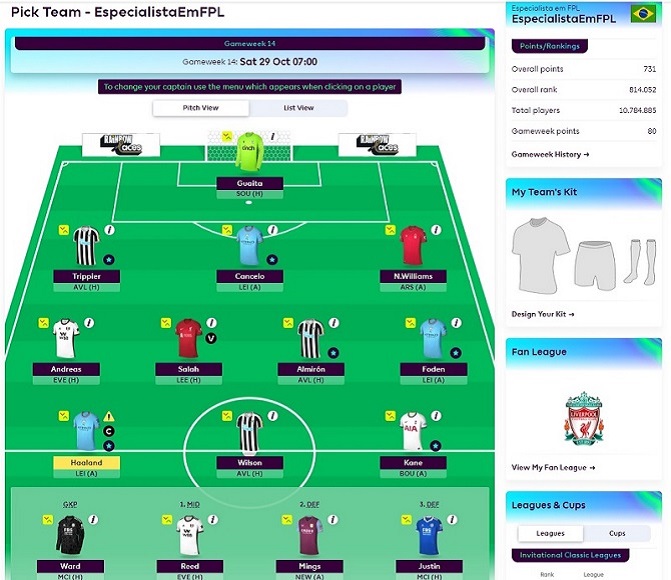 Pick Team - EspecialistaEmFPL
Gameweek 14
Gameweek 14: Sat 29 Oct 07:00
To change your captain use the menu which appears when clicking on a player
Pitch View
List View
Guaita
SOU (H)
Trippier
AVL (H)
Cancelo
LEI (A)
N.Williams
ARS (A)
Andreas
EVE (H)
Salah
LEE (H)
V
Almirón
AVL (H)
Foden
LEI (A)
Haaland
LEI (A)
C
Wilson
AVL (H)
Kane
BOU (A)
GKP
1. MID
2. DEF
3. DEF
Ward
MCI (H)
Reed
EVE (H)
Mings
NEW (A)
Justin
MCI (H)
Especialista em FPL
EspecialistaEmFPL
Points/Rankings
Overall points 731
Overall rank 814.052
Total players 10.784.885
Gameweek points 80
Gameweek History →
My Team's Kit
Design Your Kit →
Fan League
LIVERPOOL
View My Fan League →
Leagues & Cups
Leagues
Cups
Invitational Classic Leagues
Rank League